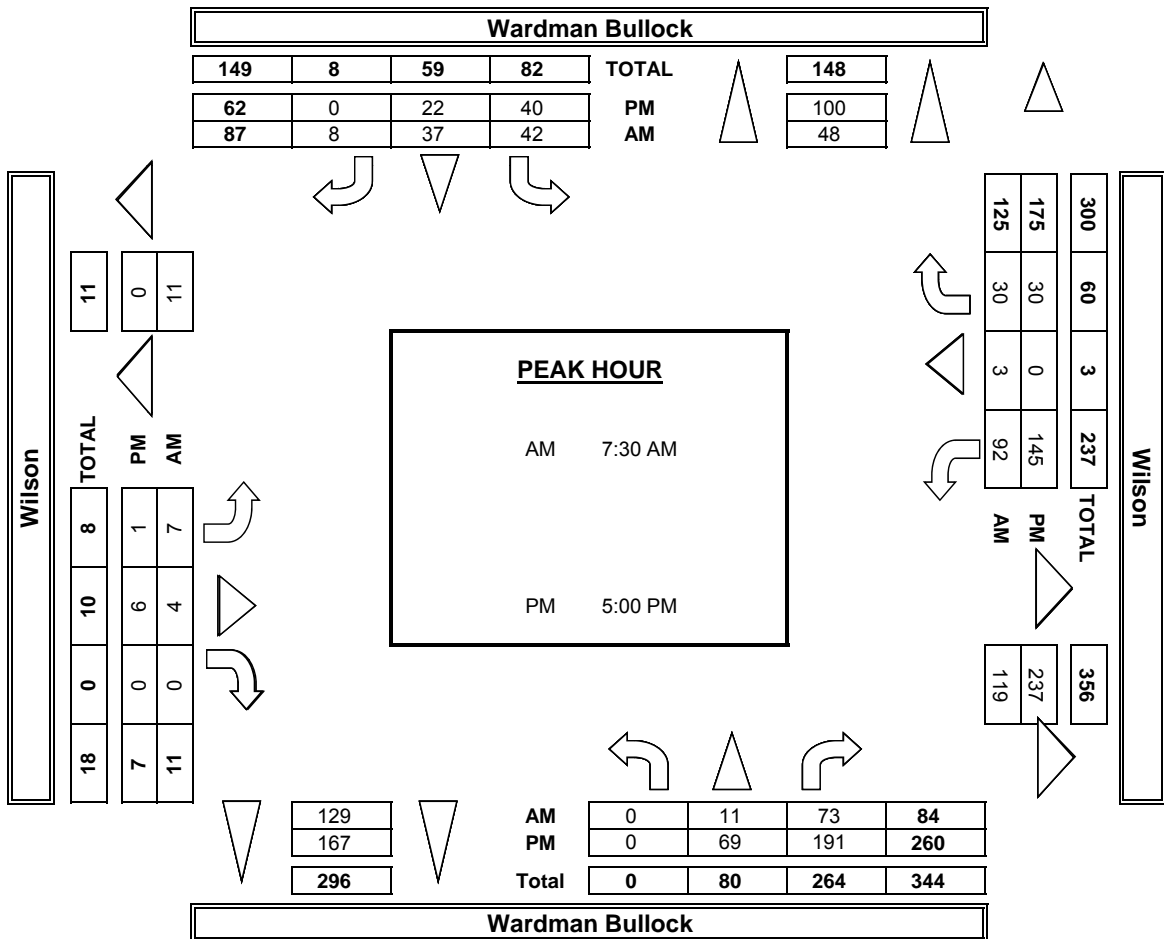 Wardman Bullock
149 8 59 82 TOTAL 148
62 0 22 40 PM 100
87 8 37 42 AM 48
Wilson
11
0
11
TOTAL
PM
AM
8 10 0 18
1 6 0 7
7 4 0 11
PEAK HOUR
AM 7:30 AM
PM 5:00 PM
300 60 3 237 TOTAL
175 30 0 145 PM
125 30 3 92 AM
356
237
119
Wilson
129 AM 0 11 73 84
167 PM 0 69 191 260
296 Total 0 80 264 344
Wardman Bullock